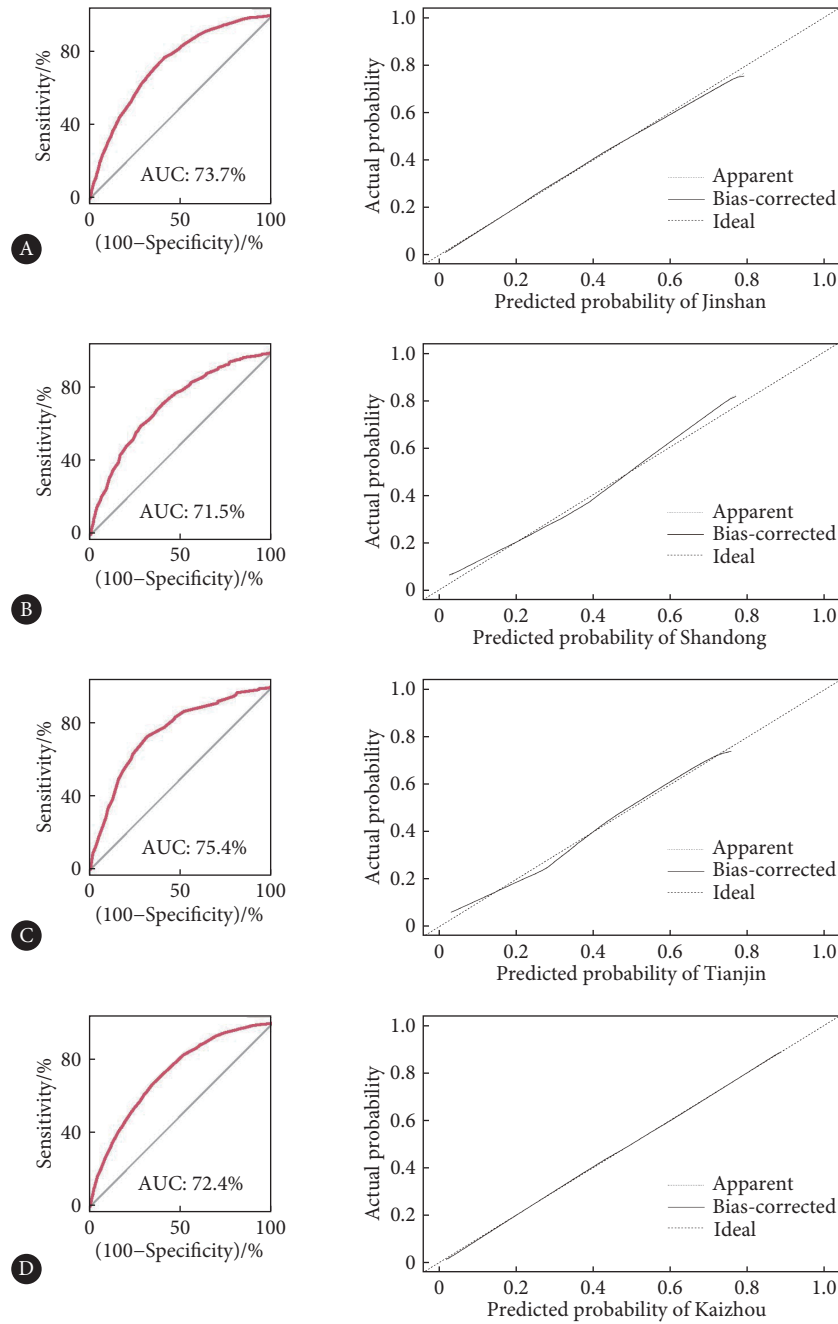 Sensitivity/%
80
40
0
AUC: 73.7%
0 50 100
(100−Specificity)/%
A
Actual probability
1.0
0.8
0.6
0.4
0.2
0
Apparent
Bias-corrected
Ideal
0 0.2 0.4 0.6 0.8 1.0
Predicted probability of Jinshan
Sensitivity/%
80
40
0
AUC: 71.5%
0 50 100
(100−Specificity)/%
B
Actual probability
1.0
0.8
0.6
0.4
0.2
0
Apparent
Bias-corrected
Ideal
0 0.2 0.4 0.6 0.8 1.0
Predicted probability of Shandong
Sensitivity/%
80
40
0
AUC: 75.4%
0 50 100
(100−Specificity)/%
C
Actual probability
1.0
0.8
0.6
0.4
0.2
0
Apparent
Bias-corrected
Ideal
0 0.2 0.4 0.6 0.8 1.0
Predicted probability of Tianjin
Sensitivity/%
80
40
0
AUC: 72.4%
0 50 100
(100−Specificity)/%
D
Actual probability
1.0
0.8
0.6
0.4
0.2
0
Apparent
Bias-corrected
Ideal
0 0.2 0.4 0.6 0.8 1.0
Predicted probability of Kaizhou